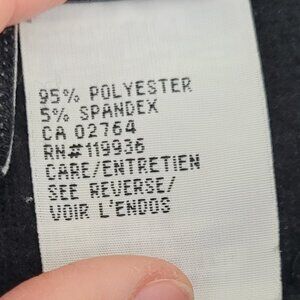 95% POLYESTER
5% SPANDEX
CA 02764
RN#119936
CARE/ENTRETIEN
SEE REVERSE/
VOIR L'ENDOS